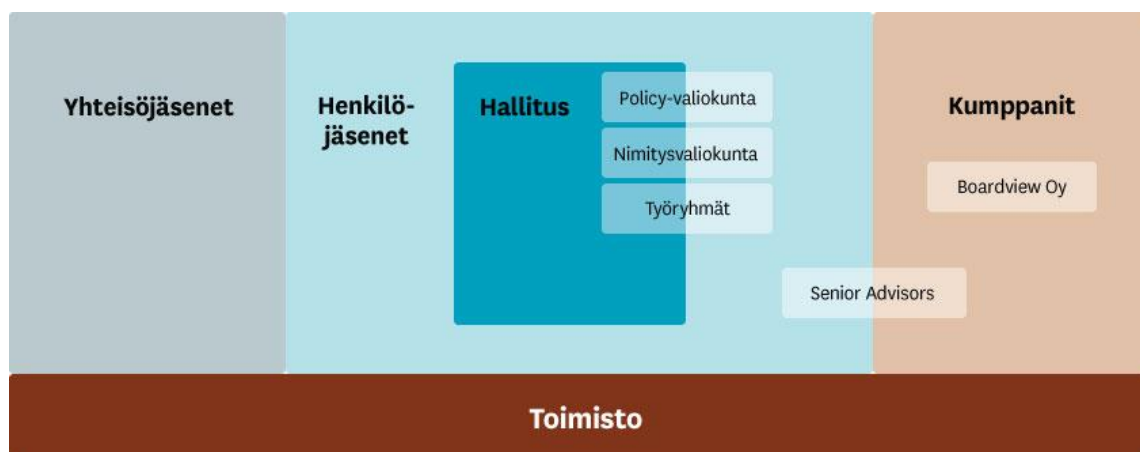 Yhteisöjäsenet
Henkilö-
jäsenet
Hallitus
Policy-valiokunta
Nimitysvaliokunta
Työryhmät
Kumppanit
Boardview Oy
Senior Advisors
Toimisto